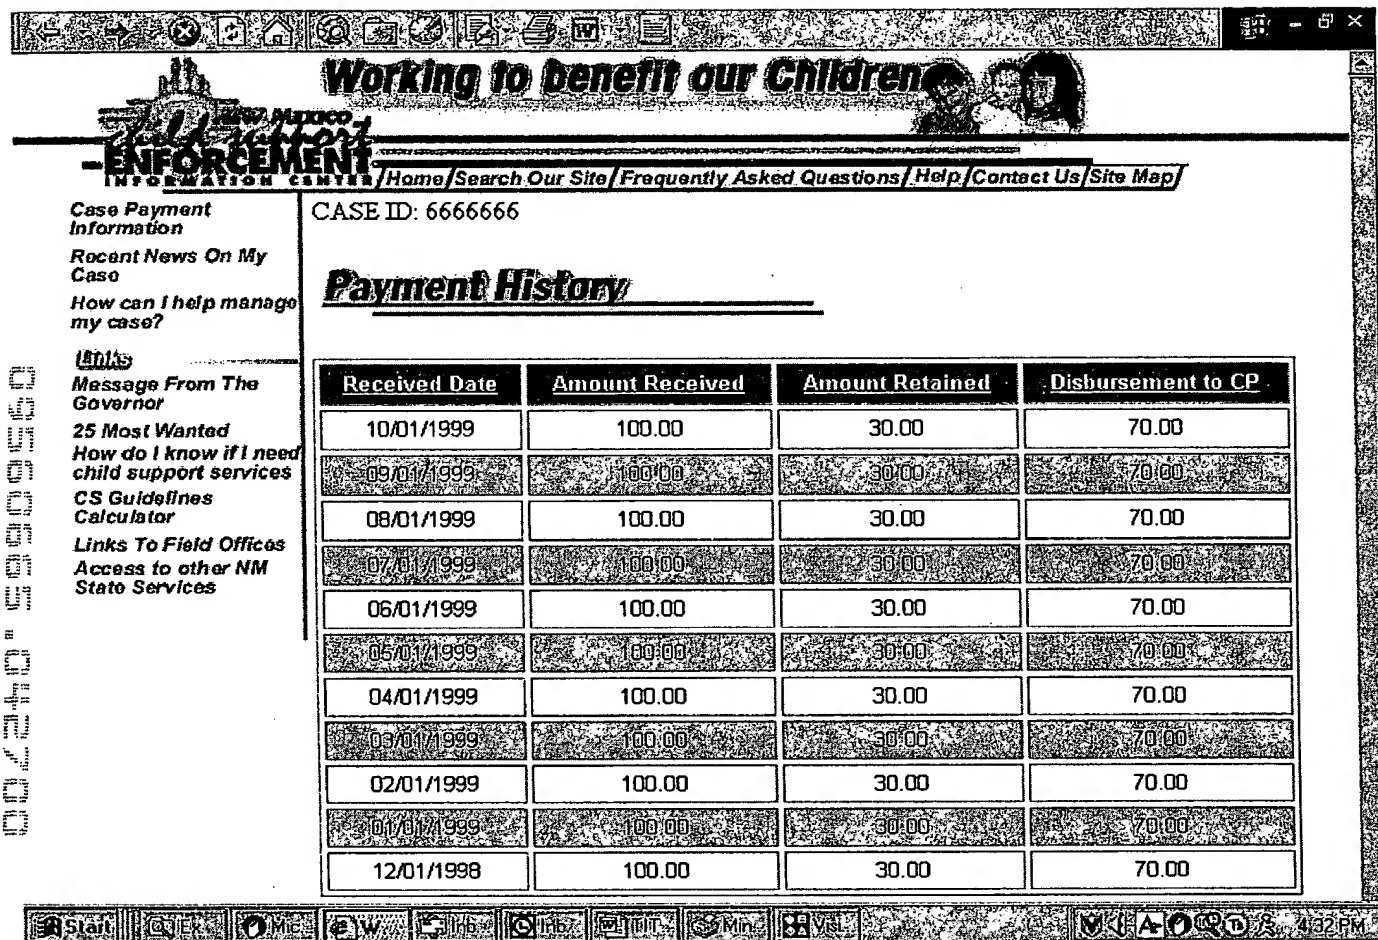 Working to benefit our Children
NEW MEXICO
child support
ENFORCEMENT
INFORMATION CENTER
/Home/Search Our Site/Frequently Asked Questions/Help/Contact Us/Site Map/
Case Payment
Information
Recent News On My
Case
How can I help manage
my case?
Links
Message From The
Governor
25 Most Wanted
How do I know if I need
child support services
CS Guidelines
Calculator
Links To Field Offices
Access to other NM
State Services
CASE ID: 6666666
Payment History
Received Date Amount Received Amount Retained Disbursement to CP
10/01/1999 100.00 30.00 70.00
09/01/1999 100.00 30.00 70.00
08/01/1999 100.00 30.00 70.00
07/01/1999 100.00 30.00 70.00
06/01/1999 100.00 30.00 70.00
05/01/1999 100.00 30.00 70.00
04/01/1999 100.00 30.00 70.00
03/01/1999 100.00 30.00 70.00
02/01/1999 100.00 30.00 70.00
01/01/1999 100.00 30.00 70.00
12/01/1998 100.00 30.00 70.00
Start Ex... Mic... W... Inb... Inb... Min... Visi... 4:32 PM